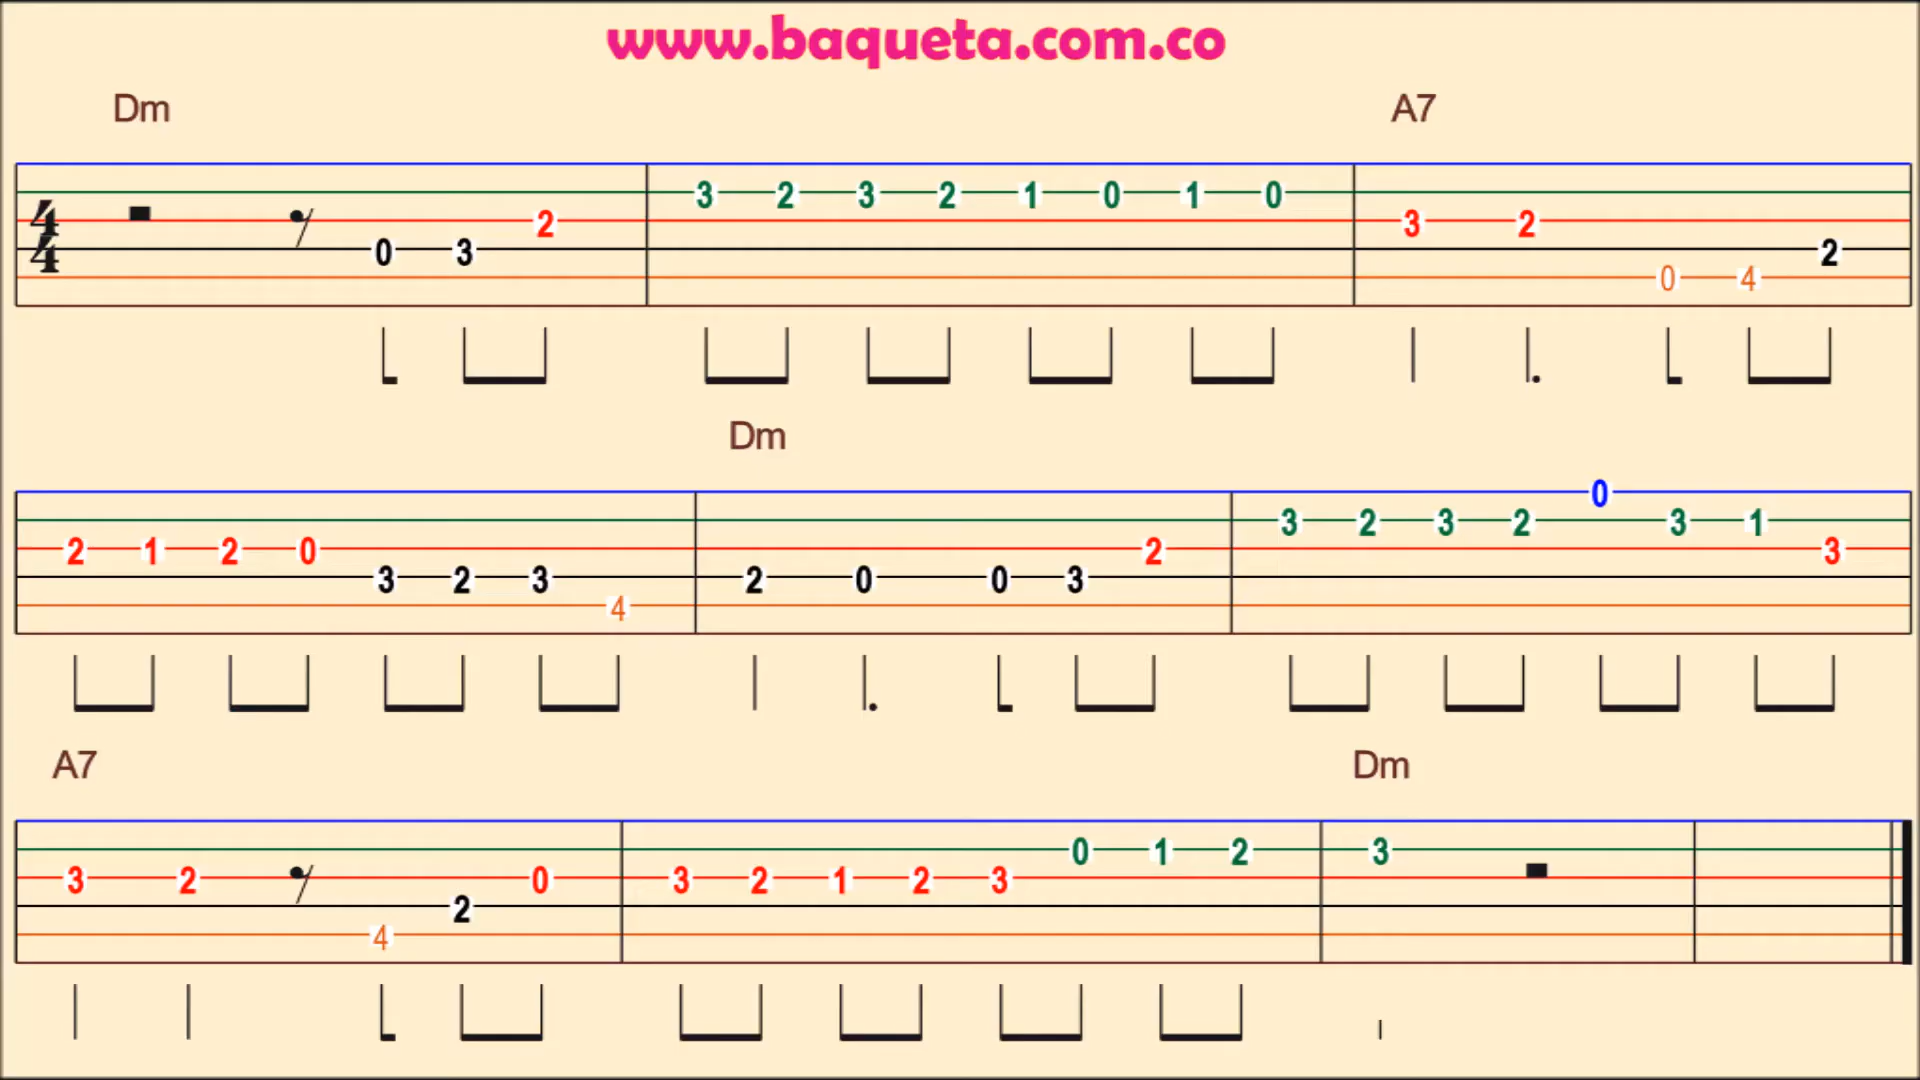 www.baqueta.com.co
Dm A7
4
4
0 3 2 3 2 3 2 1 0 1 0 3 2 0 4 2
Dm
2 1 2 0 3 2 3 4 2 0 0 3 2 3 2 3 2 0 3 1 3
A7 Dm
3 2 4 2 0 3 2 1 2 3 0 1 2 3